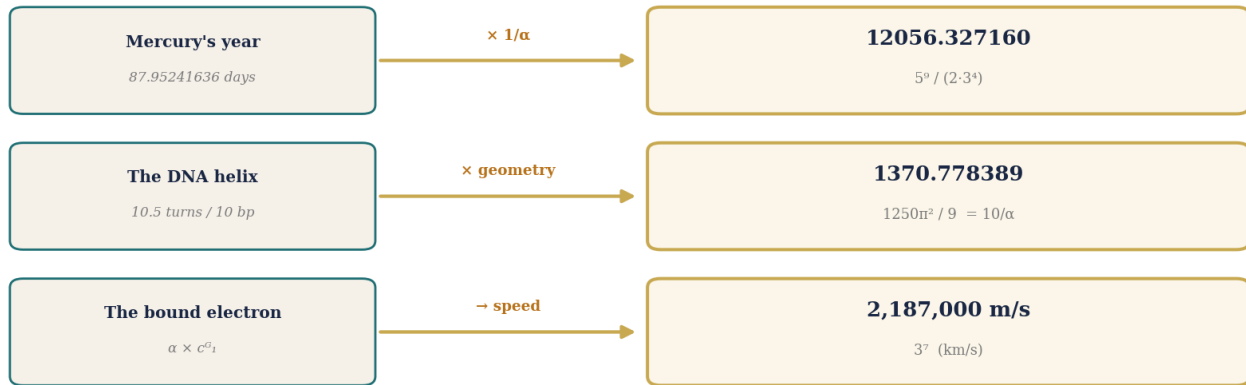 Mercury's year
87.95241636 days
× 1/α
12056.327160
5⁹ / (2·3⁴)
The DNA helix
10.5 turns / 10 bp
× geometry
1370.778389
1250π² / 9 = 10/α
The bound electron
α × cᴳ₁
→ speed
2,187,000 m/s
3⁷ (km/s)